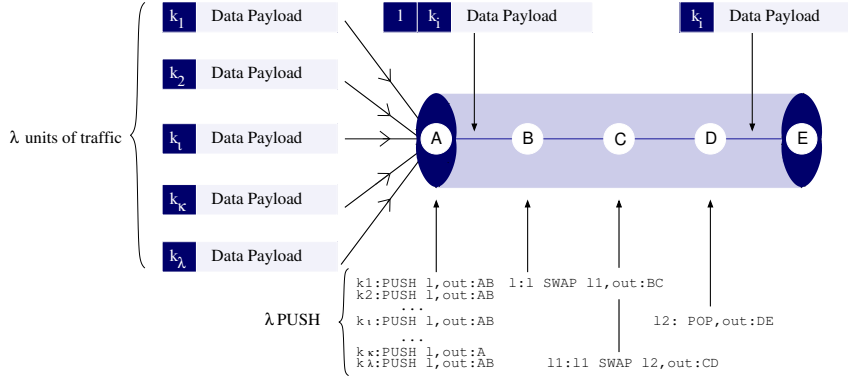 k1 Data Payload
l ki Data Payload
ki Data Payload
k2 Data Payload
λ units of traffic
kι Data Payload
A B C D E
kκ Data Payload
kλ Data Payload
λ PUSH
k1:PUSH l,out:AB
k2:PUSH l,out:AB
...
kι:PUSH l,out:AB
...
kκ:PUSH l,out:A
kλ:PUSH l,out:AB
l:l SWAP l1,out:BC
l2: POP,out:DE
l1:l1 SWAP l2,out:CD